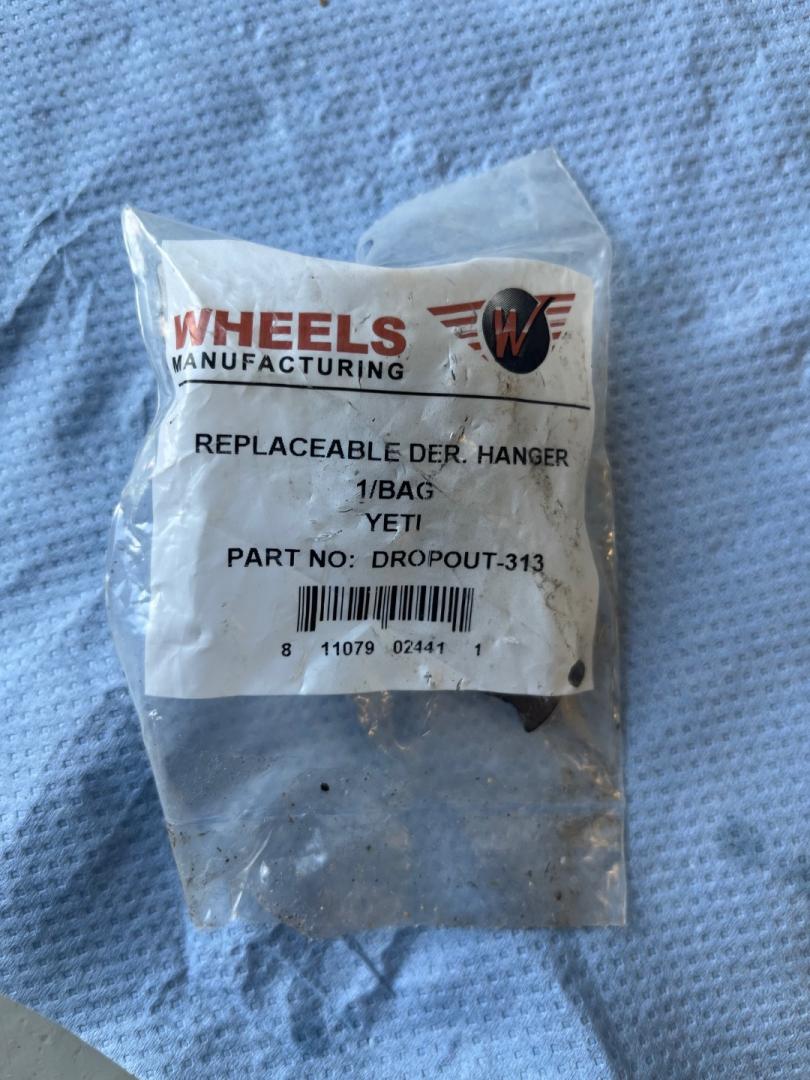 WHEELS
MANUFACTURING
W
REPLACEABLE DER. HANGER
1/BAG
YETI
PART NO: DROPOUT-313
8 11079 02441 1